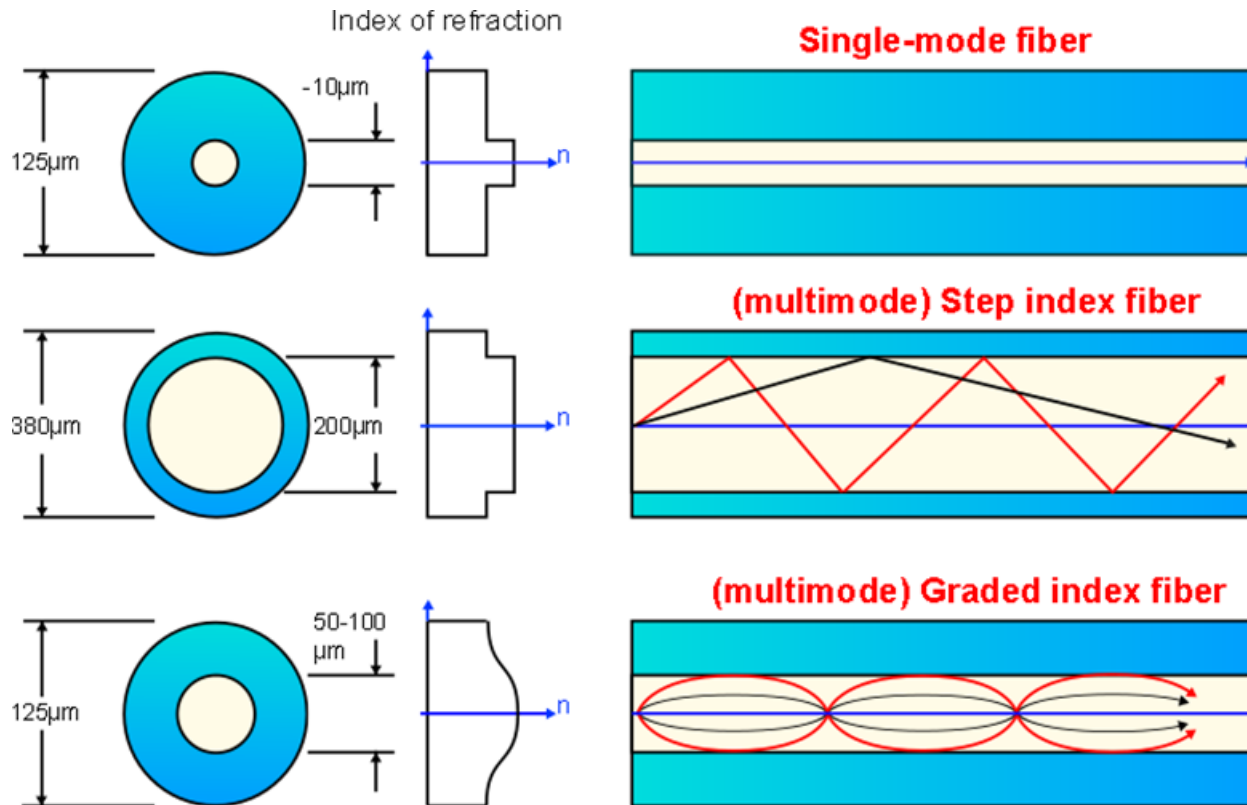 Index of refraction
Single-mode fiber
-10µm
125µm
n
(multimode) Step index fiber
380µm
200µm
n
(multimode) Graded index fiber
50-100
µm
125µm
n